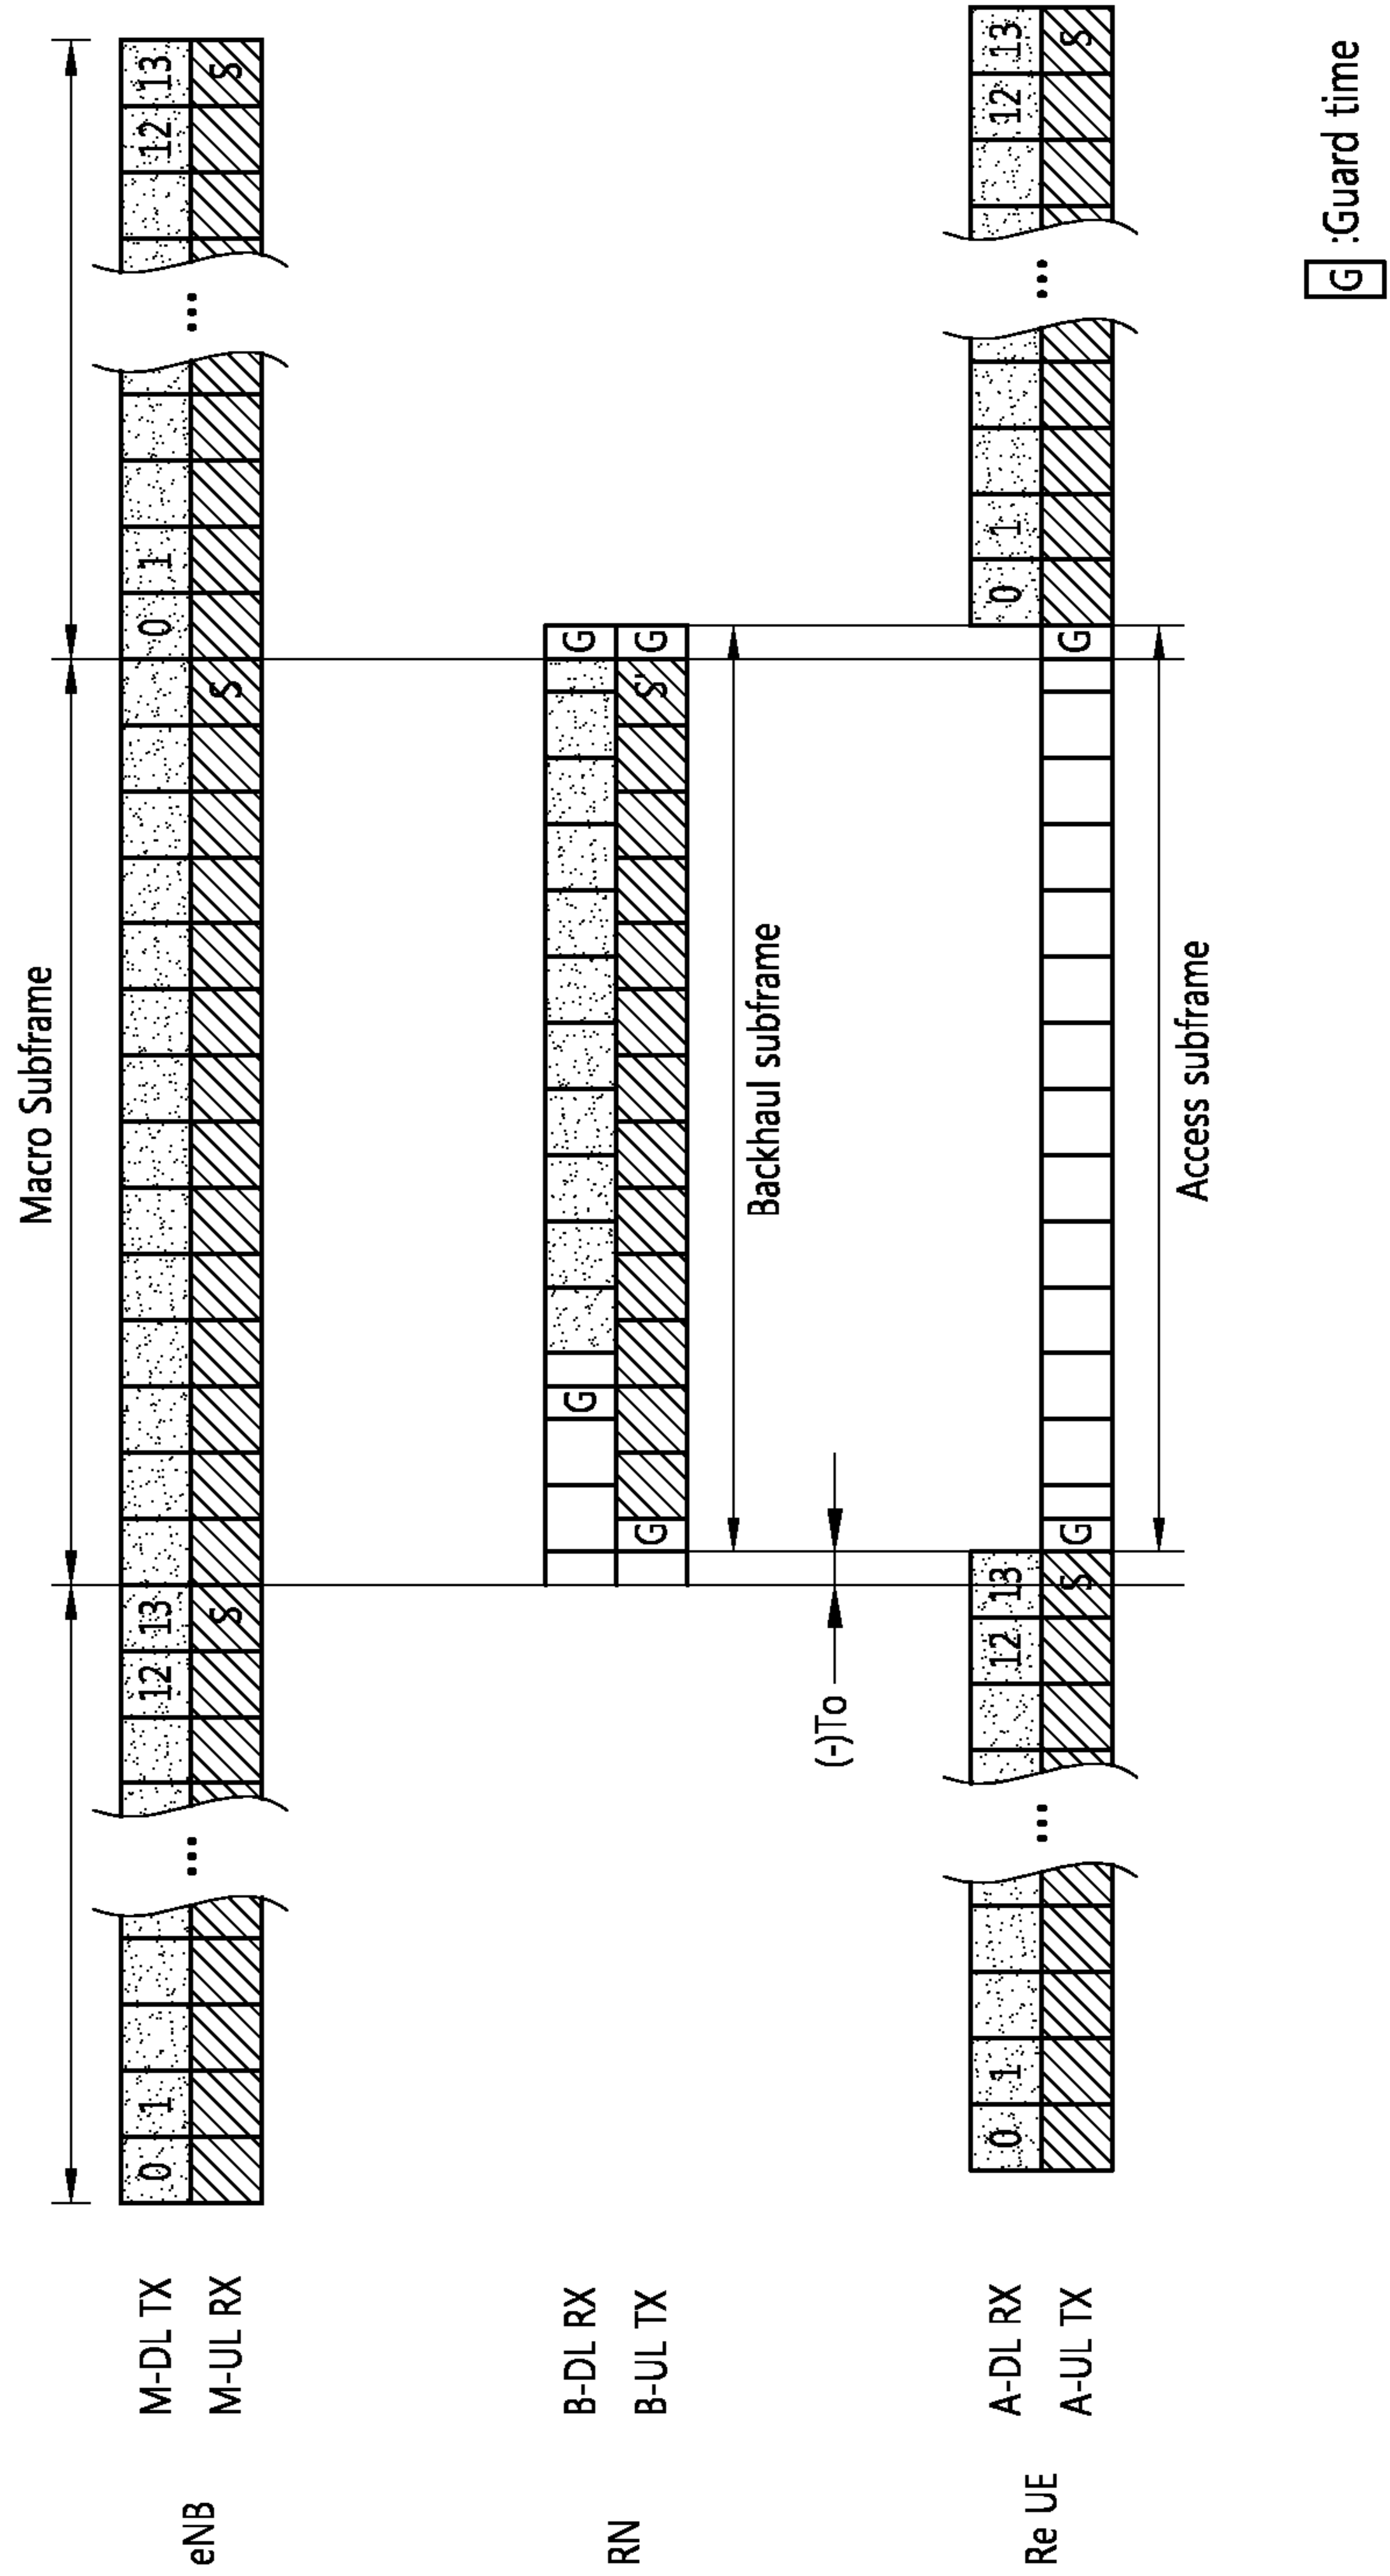 Macro Subframe
M-DL TX 0 1 12 13 0 1 12 13
eNB ... ...
M-UL RX S S S
B-DL RX G G
RN
B-UL TX G S' G
Backhaul subframe
(-)To
A-DL RX 0 1 12 13 0 1 12 13
Re UE ... ...
A-UL TX S G G S
Access subframe
G :Guard time